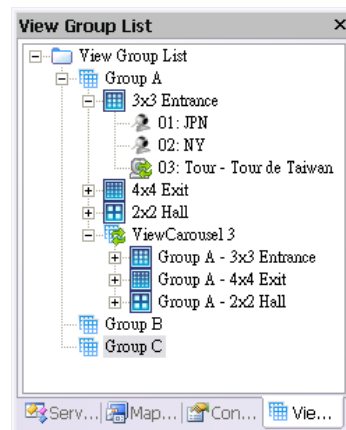 View Group List
View Group List
Group A
3x3 Entrance
01: JPN
02: NY
03: Tour - Tour de Taiwan
4x4 Exit
2x2 Hall
ViewCarousel 3
Group A - 3x3 Entrance
Group A - 4x4 Exit
Group A - 2x2 Hall
Group B
Group C
Serv... Map... Con... Vie...